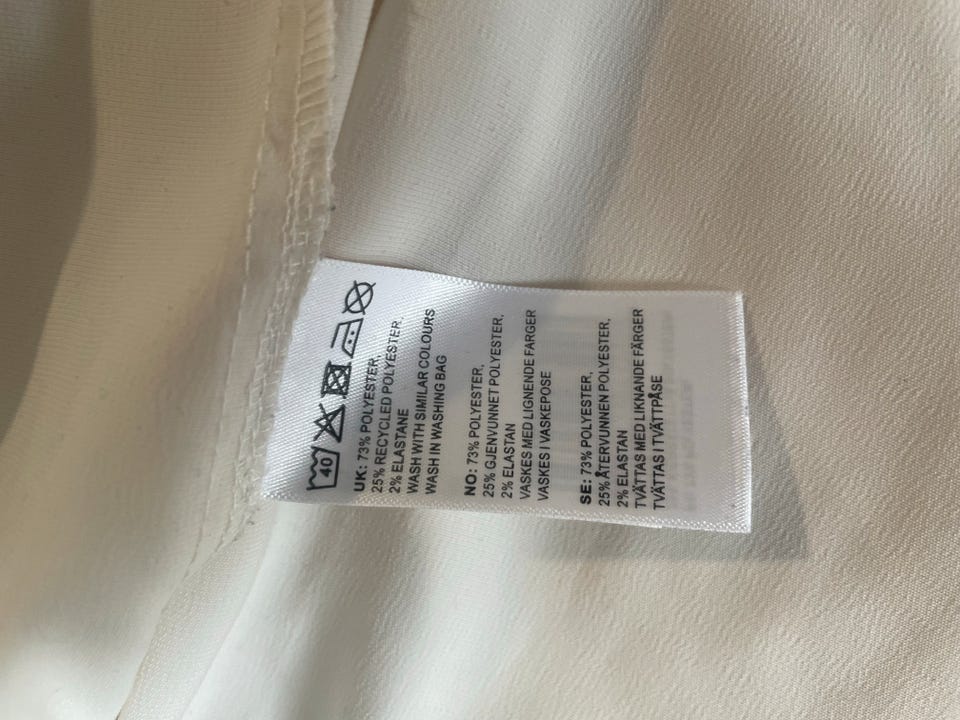 40
UK: 73% POLYESTER,
25% RECYCLED POLYESTER,
2% ELASTANE
WASH WITH SIMILAR COLOURS
WASH IN WASHING BAG
NO: 73% POLYESTER,
25% GJENVUNNET POLYESTER,
2% ELASTAN
VASKES MED LIGNENDE FARGER
VASKES I VASKEPOSE
SE: 73% POLYESTER,
25% ÅTERVUNNEN POLYESTER,
2% ELASTAN
TVÄTTAS MED LIKNANDE FÄRGER
TVÄTTAS I TVÄTTPÅSE